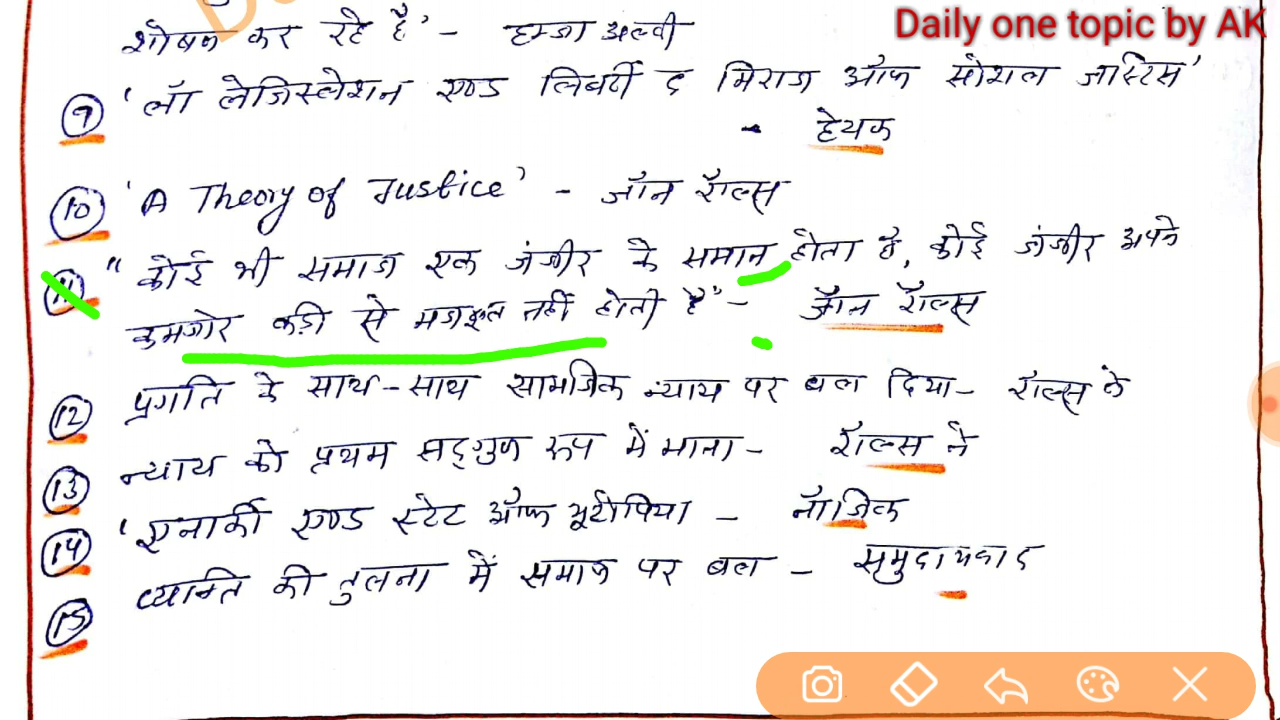 Daily one topic by AK
शोषण कर रहे है' - हम्जा अल्वी
9 'लॉ लेजिस्लेशन एण्ड लिबर्टी द मिराज ऑफ सोशल जास्टिस'
- हेयक
10 'A Theory of Justice' - जॉन रॉल्स
11 "कोई भी समाज एक जंजीर के समान होता है, कोई जंजीर अपने
कमजोर कड़ी से मजबूत नहीं होती है" - जॉन रॉल्स
12 प्रगति के साथ-साथ सामाजिक न्याय पर बल दिया - रॉल्स ने
13 न्याय को प्रथम सद्गुण रूप में माना - रॉल्स ने
14 'एनार्की एण्ड स्टेट ऑफ यूटोपिया - नॉजिक
15 व्यक्ति की तुलना में समाज पर बल - समुदायवाद